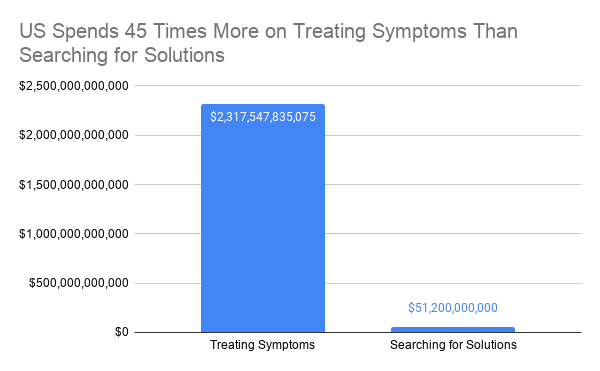 US Spends 45 Times More on Treating Symptoms Than
Searching for Solutions
$2,500,000,000,000
$2,000,000,000,000
$1,500,000,000,000
$1,000,000,000,000
$500,000,000,000
$0
$2,317,547,835,075
$51,200,000,000
Treating Symptoms
Searching for Solutions